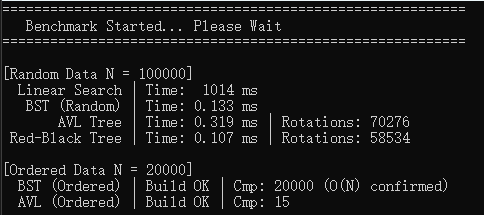 ================================================================
Benchmark Started... Please Wait
================================================================
[Random Data N = 100000]
Linear Search | Time: 1014 ms
BST (Random) | Time: 0.133 ms
AVL Tree | Time: 0.319 ms | Rotations: 70276
Red-Black Tree | Time: 0.107 ms | Rotations: 58534
[Ordered Data N = 20000]
BST (Ordered) | Build OK | Cmp: 20000 (O(N) confirmed)
AVL (Ordered) | Build OK | Cmp: 15